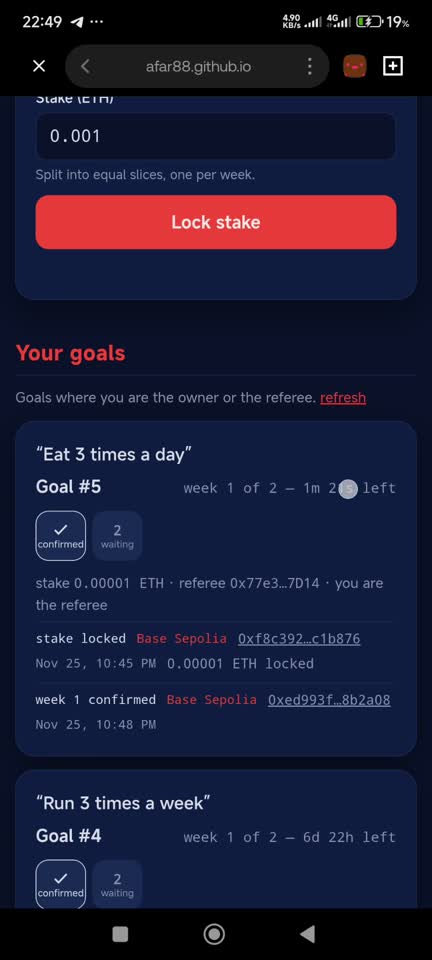 22:49
4.90 KB/s 4G 19%
afar88.github.io
Stake (ETH)
0.001
Split into equal slices, one per week.
Lock stake
Your goals
Goals where you are the owner or the referee. refresh
“Eat 3 times a day”
Goal #5 week 1 of 2 — 1m left
confirmed
2
waiting
stake 0.00001 ETH · referee 0x77e3…7D14 · you are
the referee
stake locked Base Sepolia 0xf8c392…c1b876
Nov 25, 10:45 PM 0.00001 ETH locked
week 1 confirmed Base Sepolia 0xed993f…8b2a08
Nov 25, 10:48 PM
“Run 3 times a week”
Goal #4 week 1 of 2 — 6d 22h left
confirmed
2
waiting